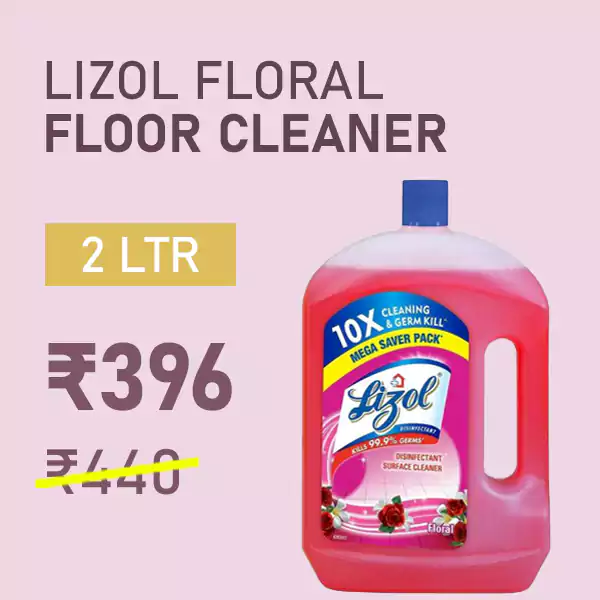 LIZOL FLORAL
FLOOR CLEANER
2 LTR
₹396
₹440
10X CLEANING
& GERM KILL*
MEGA SAVER PACK*
Lizol
DISINFECTANT
KILLS 99.9% GERMS*
DISINFECTANT
SURFACE CLEANER
Floral